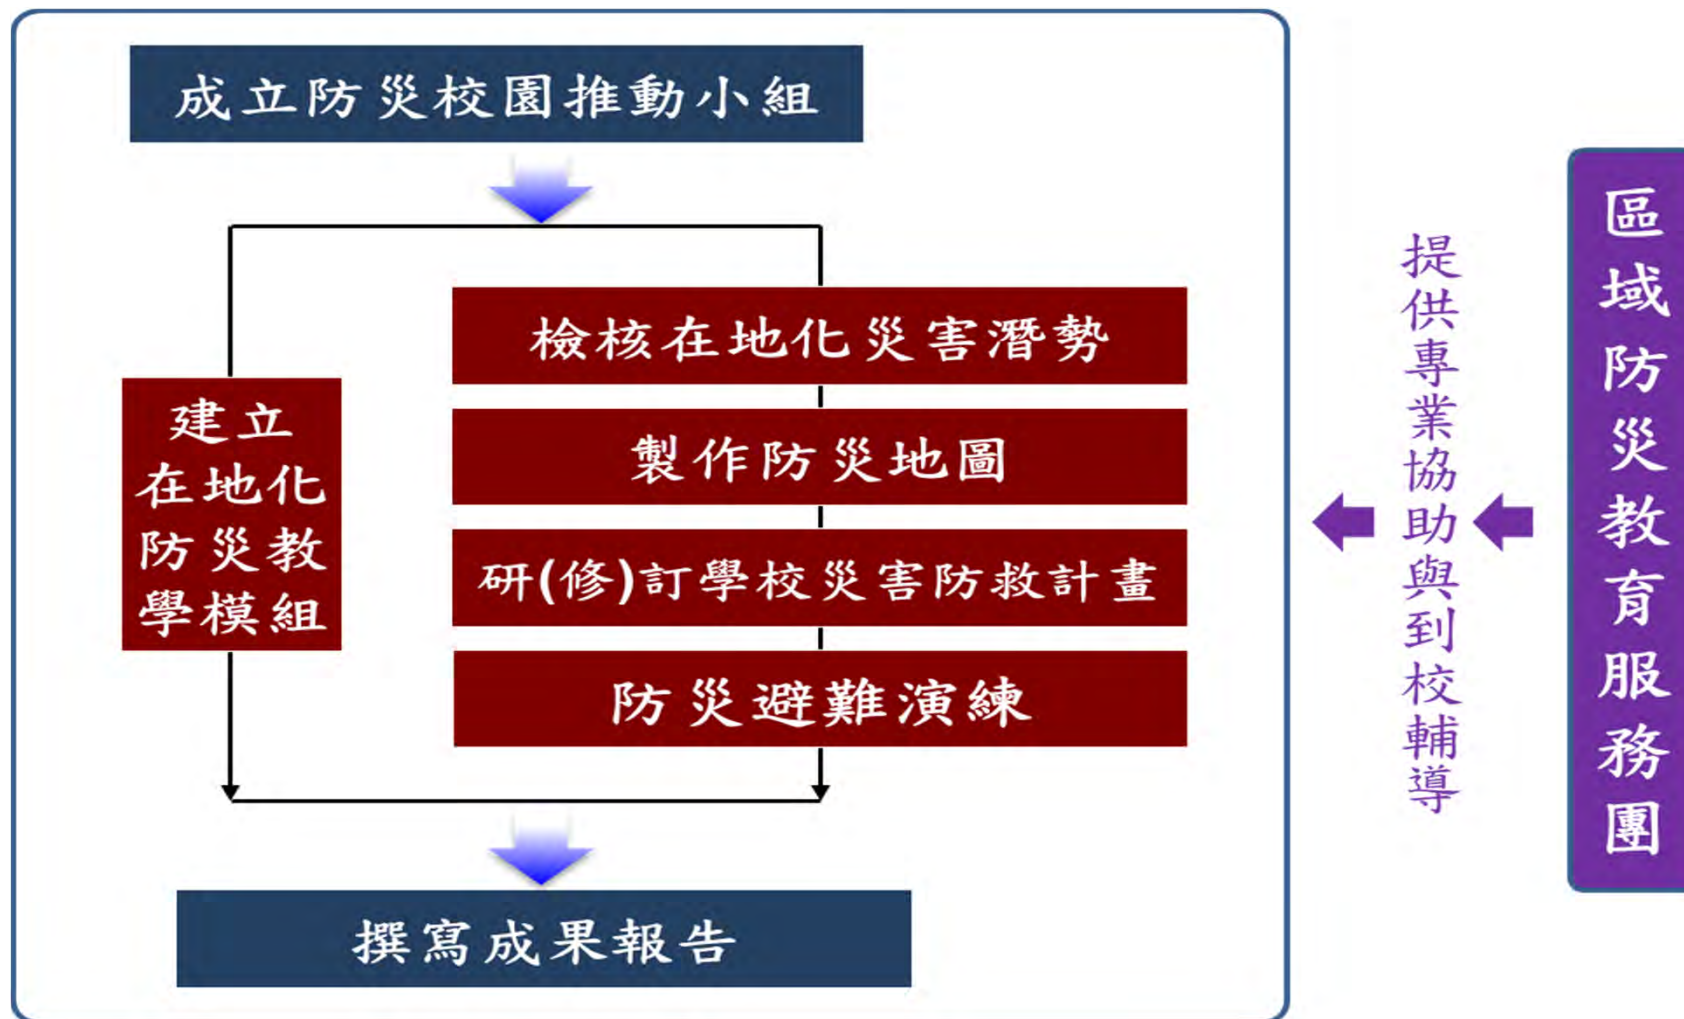 成立防災校園推動小組
檢核在地化災害潛勢
製作防災地圖
研(修)訂學校災害防救計畫
防災避難演練
建立
在地化
防災教
學模組
撰寫成果報告
提供專業協助與到校輔導
區域防災教育服務團